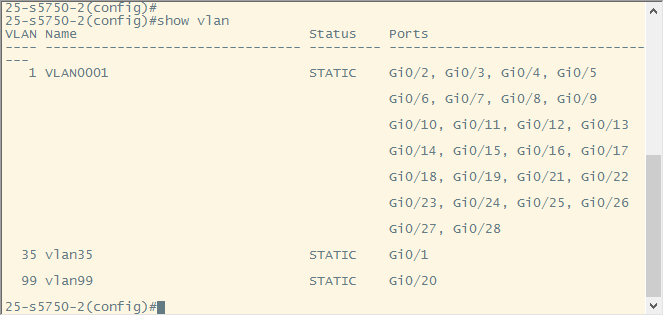 25-s5750-2(config)#
25-s5750-2(config)#show vlan
VLAN Name                             Status    Ports
---- -------------------------------- --------- --------------------------------
---
   1 VLAN0001                         STATIC    Gi0/2, Gi0/3, Gi0/4, Gi0/5
                                                Gi0/6, Gi0/7, Gi0/8, Gi0/9
                                                Gi0/10, Gi0/11, Gi0/12, Gi0/13
                                                Gi0/14, Gi0/15, Gi0/16, Gi0/17
                                                Gi0/18, Gi0/19, Gi0/21, Gi0/22
                                                Gi0/23, Gi0/24, Gi0/25, Gi0/26
                                                Gi0/27, Gi0/28
  35 vlan35                           STATIC    Gi0/1
  99 vlan99                           STATIC    Gi0/20
25-s5750-2(config)#